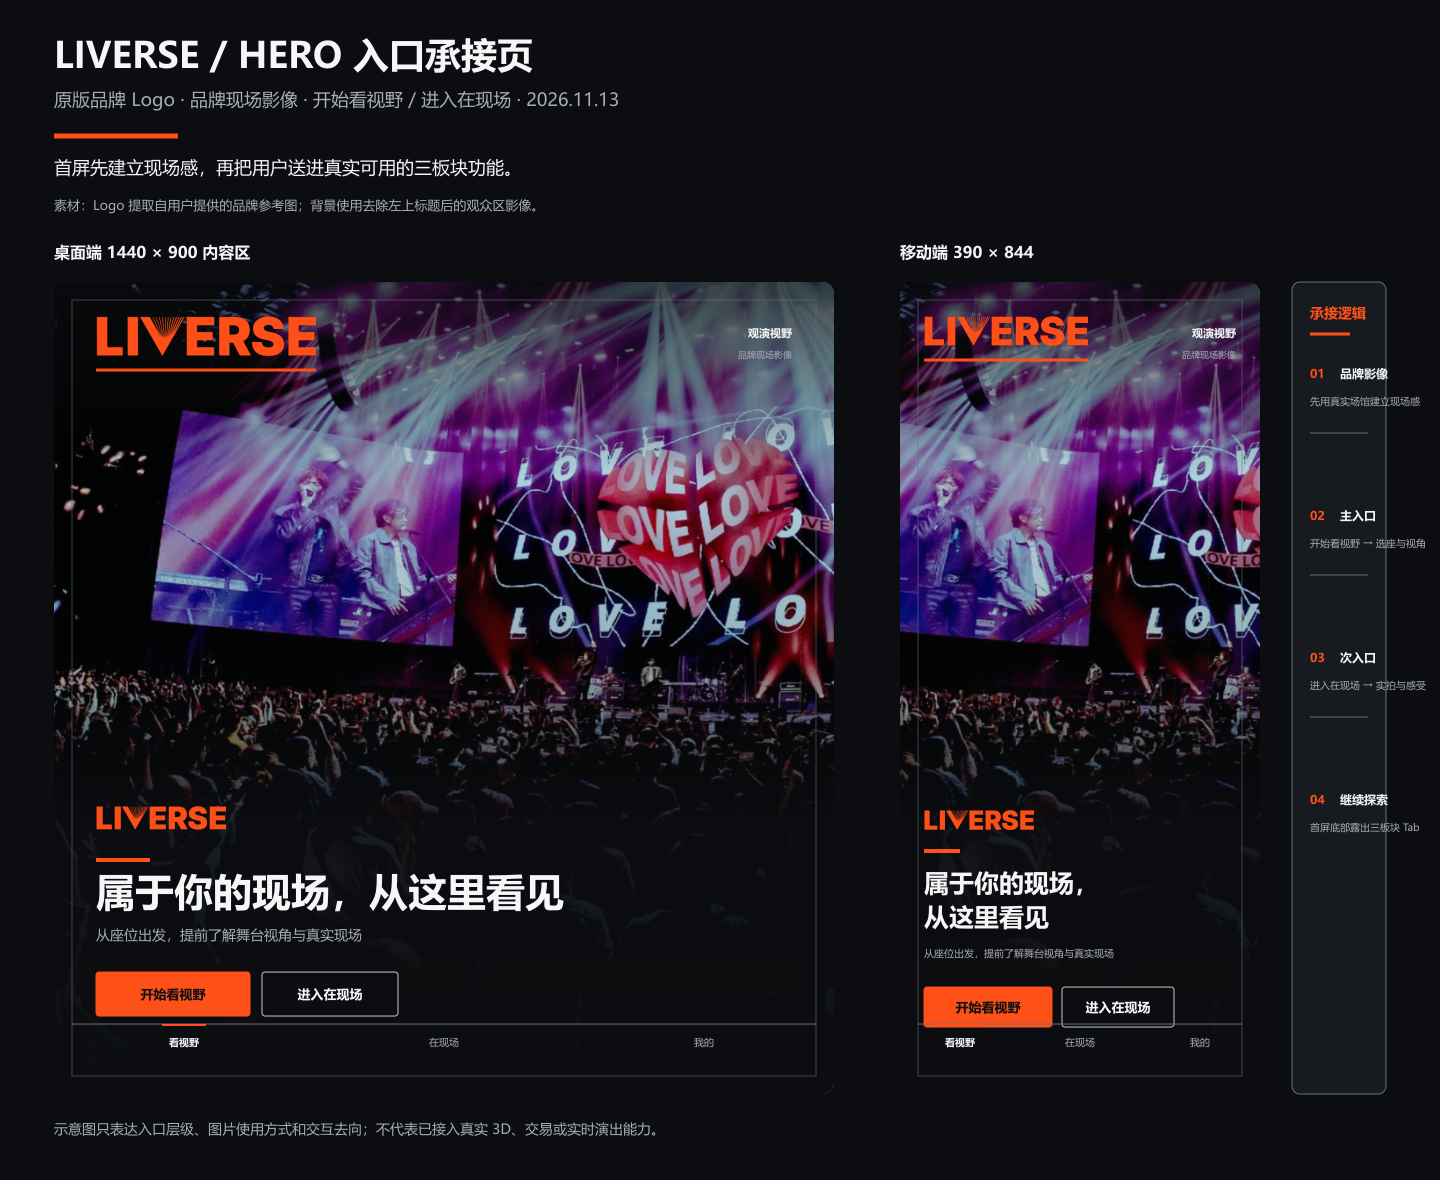 LIVERSE / HERO 入口承接页
原版品牌 Logo · 品牌现场影像 · 开始看视野 / 进入在现场 · 2026.11.13
首屏先建立现场感，再把用户送进真实可用的三板块功能。
素材：Logo 提取自用户提供的品牌参考图；背景使用去除左上标题后的观众区影像。
桌面端 1440 × 900 内容区
LIVERSE
观演视野
品牌现场影像
LOV
LOVE LOVE
LOVE LOVE
LOVE
LOVE LO
LIVERSE
属于你的现场，从这里看见
从座位出发，提前了解舞台视角与真实现场
开始看视野
进入在现场
看视野
在现场
我的
移动端 390 × 844
LIVERSE
观演视野
品牌现场影像
LOV
LOV
LOV
LIVERSE
属于你的现场，
从这里看见
从座位出发，提前了解舞台视角与真实现场
开始看视野
进入在现场
看视野
在现场
我的
承接逻辑
01 品牌影像
先用真实场馆建立现场感
02 主入口
开始看视野 → 选座与视角
03 次入口
进入在现场 → 实拍与感受
04 继续探索
首屏底部露出三板块 Tab
示意图只表达入口层级、图片使用方式和交互去向；不代表已接入真实 3D、交易或实时演出能力。